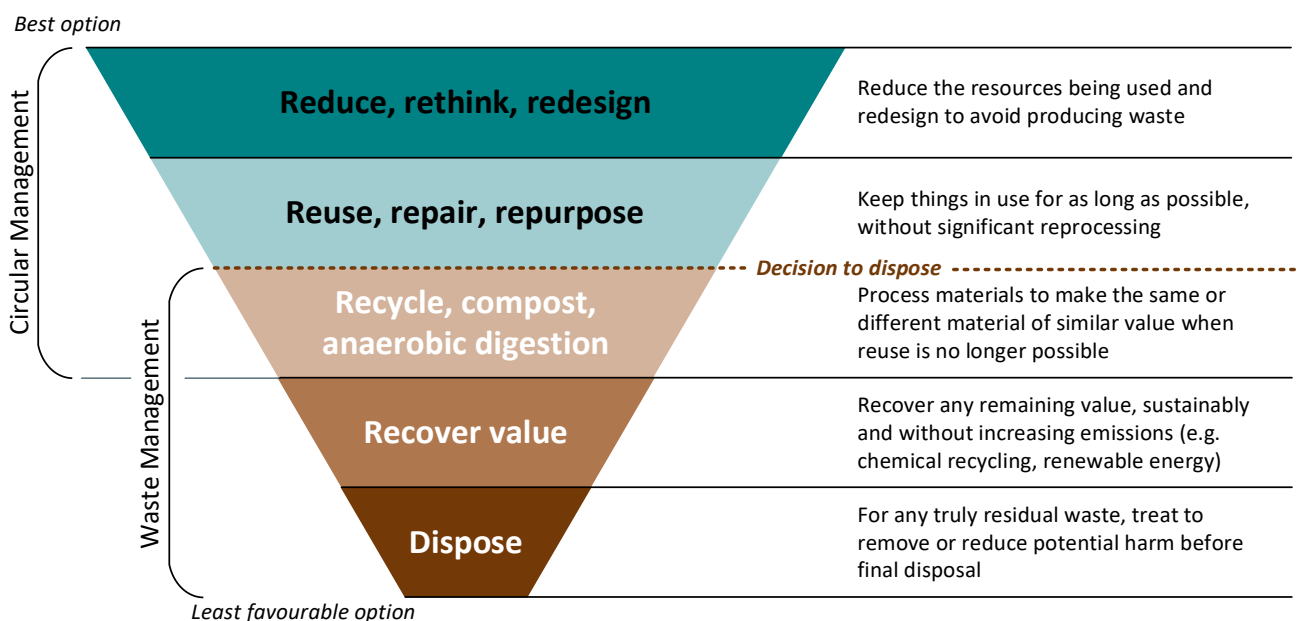 Best option
Circular Management
Waste Management
Reduce, rethink, redesign
Reduce the resources being used and
redesign to avoid producing waste
Reuse, repair, repurpose
Keep things in use for as long as possible,
without significant reprocessing
Decision to dispose
Recycle, compost,
anaerobic digestion
Process materials to make the same or
different material of similar value when
reuse is no longer possible
Recover value
Recover any remaining value, sustainably
and without increasing emissions (e.g.
chemical recycling, renewable energy)
Dispose
For any truly residual waste, treat to
remove or reduce potential harm before
final disposal
Least favourable option